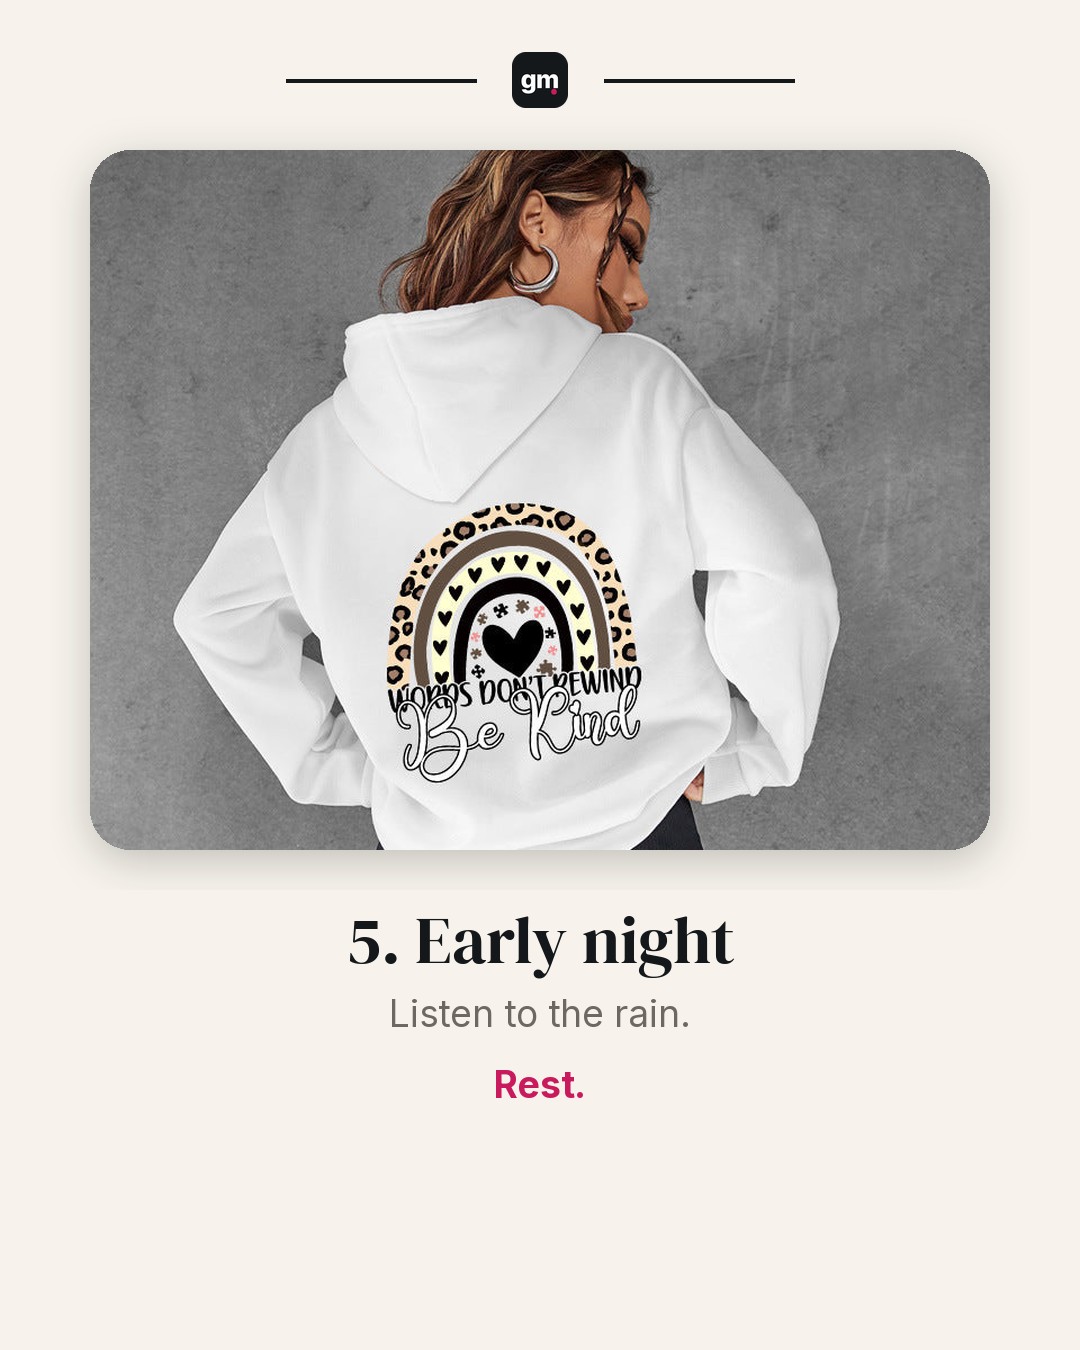 gm.
WORDS DON'T REWIND
Be Kind
5. Early night
Listen to the rain.
Rest.